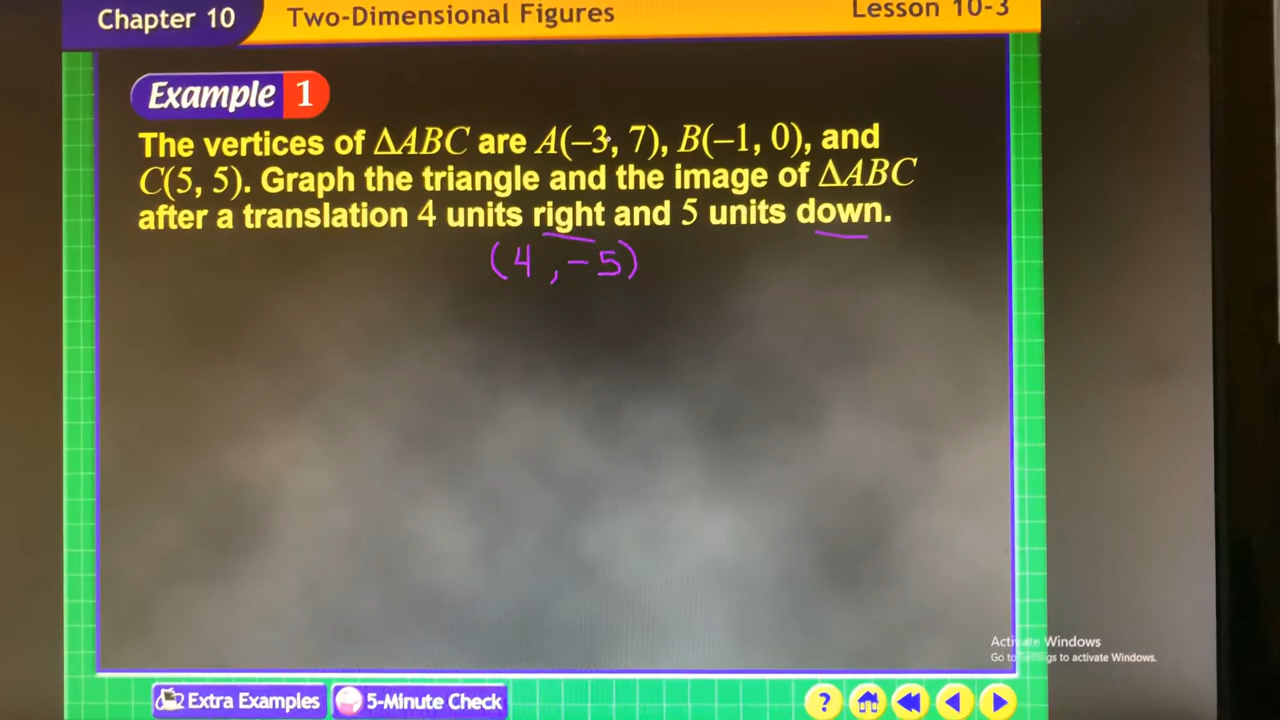 Chapter 10 Two-Dimensional Figures Lesson 10-3
Example 1
The vertices of ΔABC are A(–3, 7), B(–1, 0), and
C(5, 5). Graph the triangle and the image of ΔABC
after a translation 4 units right and 5 units down.
(4, -5)
Activate Windows
Go to Settings to activate Windows.
Extra Examples 5-Minute Check ?